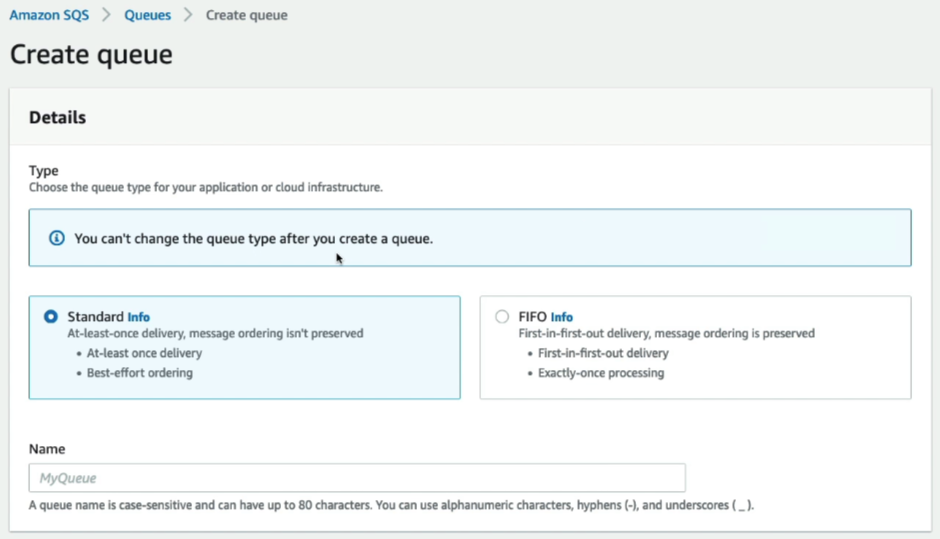 Amazon SQS > Queues > Create queue
Create queue
Details
Type
Choose the queue type for your application or cloud infrastructure.
You can't change the queue type after you create a queue.
Standard Info
At-least-once delivery, message ordering isn't preserved
• At-least once delivery
• Best-effort ordering
FIFO Info
First-in-first-out delivery, message ordering is preserved
• First-in-first-out delivery
• Exactly-once processing
Name
MyQueue
A queue name is case-sensitive and can have up to 80 characters. You can use alphanumeric characters, hyphens (-), and underscores ( _ ).